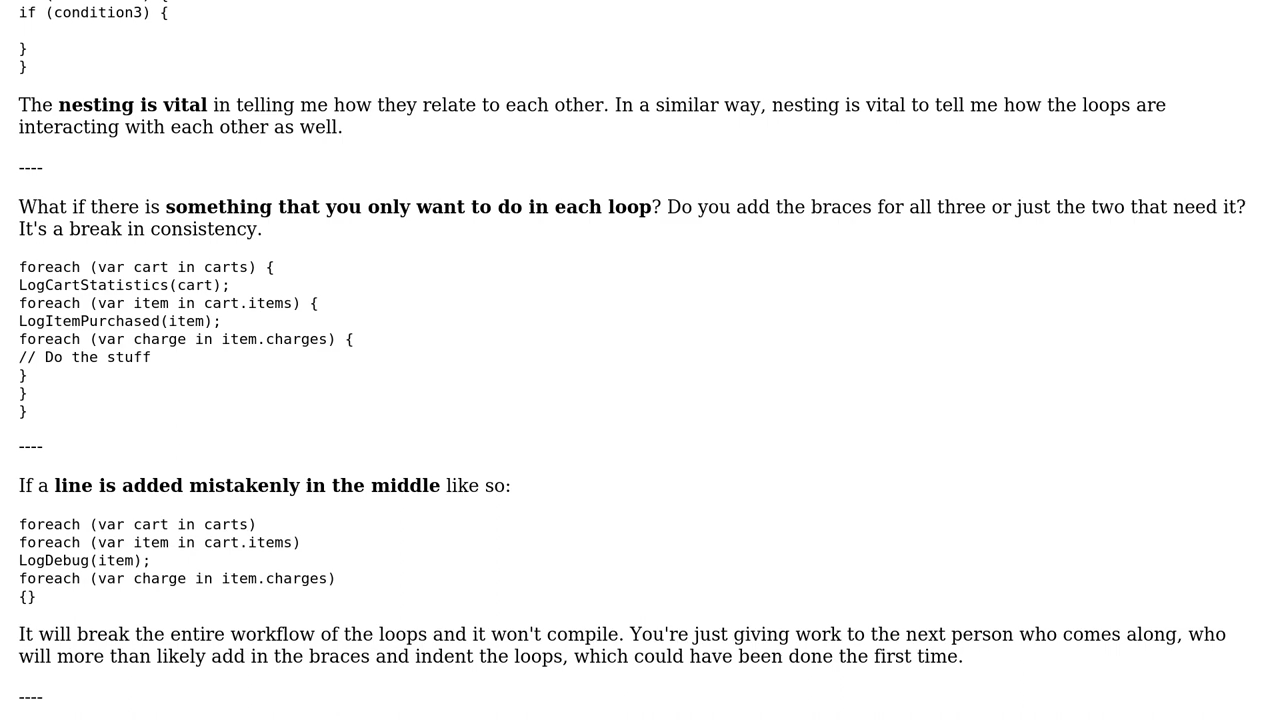 if (condition3) {
}
}
The nesting is vital in telling me how they relate to each other. In a similar way, nesting is vital to tell me how the loops are
interacting with each other as well.
----
What if there is something that you only want to do in each loop? Do you add the braces for all three or just the two that need it?
It's a break in consistency.
foreach (var cart in carts) {
LogCartStatistics(cart);
foreach (var item in cart.items) {
LogItemPurchased(item);
foreach (var charge in item.charges) {
// Do the stuff
}
}
}
----
If a line is added mistakenly in the middle like so:
foreach (var cart in carts)
foreach (var item in cart.items)
LogDebug(item);
foreach (var charge in item.charges)
{}
It will break the entire workflow of the loops and it won't compile. You're just giving work to the next person who comes along, who
will more than likely add in the braces and indent the loops, which could have been done the first time.
----